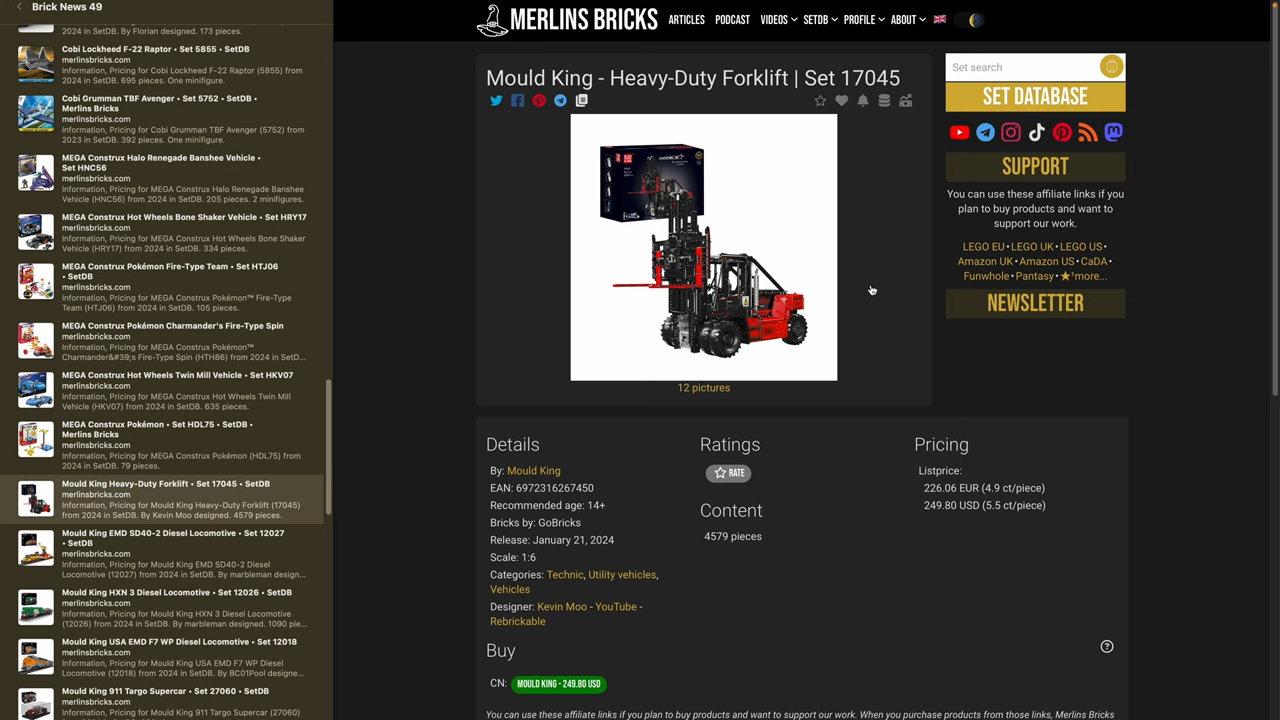 Brick News 49
2024 in SetDB. By Florian designed. 173 pieces.
Cobi Lockheed F-22 Raptor • Set 5855 • SetDB
merlinsbricks.com
Information, Pricing for Cobi Lockheed F-22 Raptor (5855) from
2024 in SetDB. 695 pieces. One minifigure.
Cobi Grumman TBF Avenger • Set 5752 • SetDB •
Merlins Bricks
merlinsbricks.com
Information, Pricing for Cobi Grumman TBF Avenger (5752) from
2023 in SetDB. 392 pieces. One minifigure.
MEGA Construx Halo Renegade Banshee Vehicle •
Set HNC56
merlinsbricks.com
Information, Pricing for MEGA Construx Halo Renegade Banshee
Vehicle (HNC56) from 2024 in SetDB. 205 pieces. 2 minifigures.
MEGA Construx Hot Wheels Bone Shaker Vehicle • Set HRY17
merlinsbricks.com
Information, Pricing for MEGA Construx Hot Wheels Bone Shaker
Vehicle (HRY17) from 2024 in SetDB. 334 pieces.
MEGA Construx Pokémon Fire-Type Team • Set HTJ06
• SetDB
merlinsbricks.com
Information, Pricing for MEGA Construx Pokémon™ Fire-Type
Team (HTJ06) from 2024 in SetDB. 105 pieces.
MEGA Construx Pokémon Charmander's Fire-Type Spin
merlinsbricks.com
Information, Pricing for MEGA Construx Pokémon™
Charmander&#39;s Fire-Type Spin (HTH86) from 2024 in SetD...
MEGA Construx Hot Wheels Twin Mill Vehicle • Set HKV07
merlinsbricks.com
Information, Pricing for MEGA Construx Hot Wheels Twin Mill
Vehicle (HKV07) from 2024 in SetDB. 635 pieces.
MEGA Construx Pokémon • Set HDL75 • SetDB •
Merlins Bricks
merlinsbricks.com
Information, Pricing for MEGA Construx Pokémon (HDL75) from
2024 in SetDB. 79 pieces.
Mould King Heavy-Duty Forklift • Set 17045 • SetDB
merlinsbricks.com
Information, Pricing for Mould King Heavy-Duty Forklift (17045)
from 2024 in SetDB. By Kevin Moo designed. 4579 pieces.
Mould King EMD SD40-2 Diesel Locomotive • Set 12027
• SetDB
merlinsbricks.com
Information, Pricing for Mould King EMD SD40-2 Diesel
Locomotive (12027) from 2024 in SetDB. By marbleman design...
Mould King HXN 3 Diesel Locomotive • Set 12026 • SetDB
merlinsbricks.com
Information, Pricing for Mould King HXN 3 Diesel Locomotive
(12026) from 2024 in SetDB. By marbleman designed. 1090 pie...
Mould King USA EMD F7 WP Diesel Locomotive • Set 12018
merlinsbricks.com
Information, Pricing for Mould King USA EMD F7 WP Diesel
Locomotive (12018) from 2024 in SetDB. By BC01Pool designe...
Mould King 911 Targo Supercar • Set 27060 • SetDB
merlinsbricks.com
Information, Pricing for Mould King 911 Targo Supercar (27060)
MERLINS BRICKS
ARTICLES PODCAST VIDEOS SETDB PROFILE ABOUT
Mould King - Heavy-Duty Forklift | Set 17045
12 pictures
Details
By: Mould King
EAN: 6972316267450
Recommended age: 14+
Bricks by: GoBricks
Release: January 21, 2024
Scale: 1:6
Categories: Technic, Utility vehicles,
Vehicles
Designer: Kevin Moo - YouTube -
Rebrickable
Ratings
RATE
Content
4579 pieces
Pricing
Listprice:
226.06 EUR (4.9 ct/piece)
249.80 USD (5.5 ct/piece)
Buy
CN: MOULD KING - 249.80 USD
You can use these affiliate links if you plan to buy products and want to support our work. When you purchase products from those links, Merlins Bricks
Set search
SET DATABASE
SUPPORT
You can use these affiliate links if
you plan to buy products and want to
support our work.
LEGO EU • LEGO UK • LEGO US •
Amazon UK • Amazon US • CaDA •
Funwhole • Pantasy • ★¹more...
NEWSLETTER